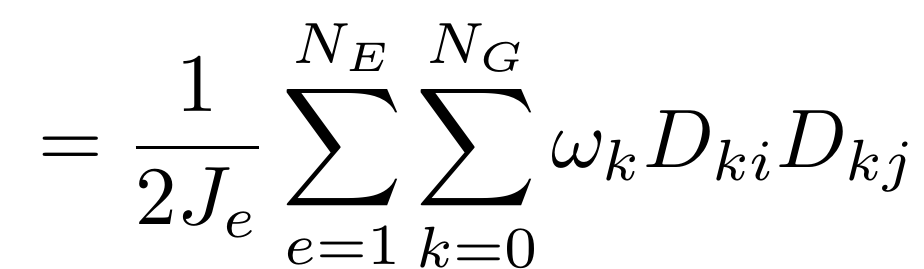 $= \frac{1}{2J_e} \sum_{e=1}^{N_E} \sum_{k=0}^{N_G} \omega_k D_{ki} D_{kj}$